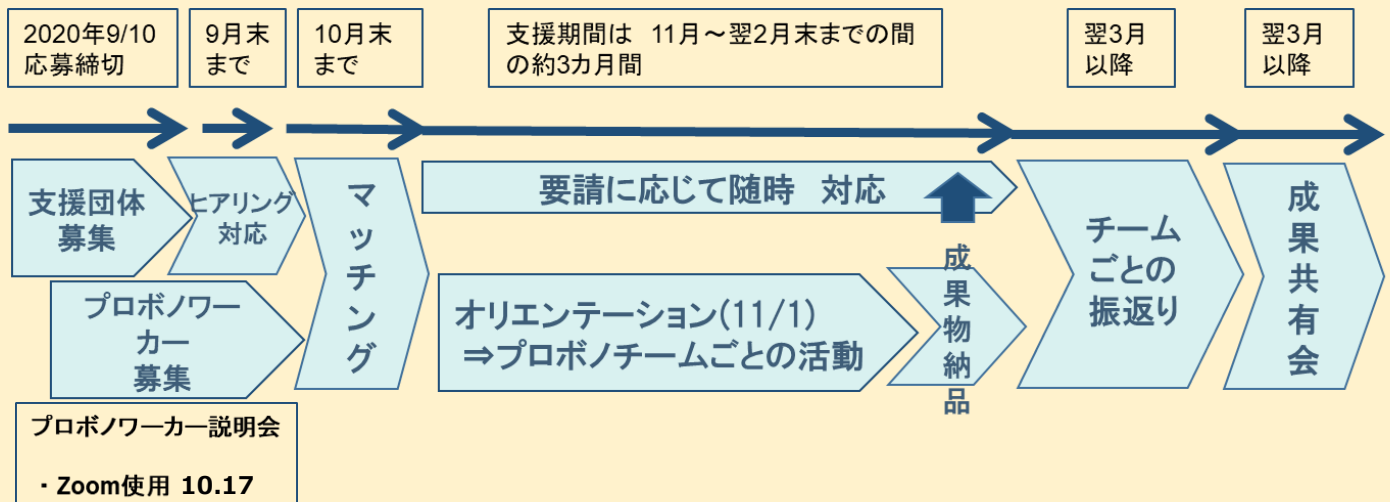 2020年9/10
応募締切
9月末
まで
10月末
まで
支援期間は　11月～翌2月末までの間
の約3カ月間
翌3月
以降
翌3月
以降
支援団体
募集
ヒアリング
対応
マッチング
要請に応じて随時　対応
成果物納品
チーム
ごとの
振返り
成果共有会
プロボノワー
カー
募集
オリエンテーション(11/1)
⇒プロボノチームごとの活動
プロボノワーカー説明会
・Zoom使用 10.17